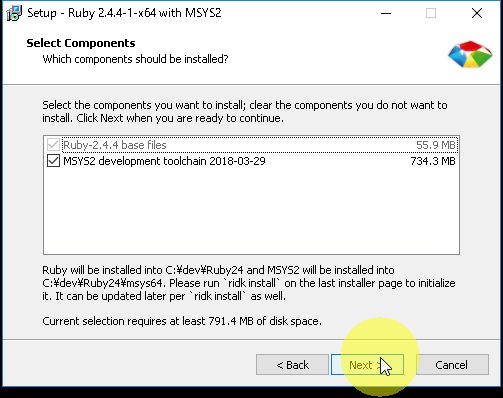 Setup - Ruby 2.4.4-1-x64 with MSYS2
Select Components
Which components should be installed?
Select the components you want to install; clear the components you do not want to
install. Click Next when you are ready to continue.
Ruby-2.4.4 base files 55.9 MB
MSYS2 development toolchain 2018-03-29 734.3 MB
Ruby will be installed into C:¥dev¥Ruby24 and MSYS2 will be installed into
C:¥dev¥Ruby24¥msys64. Please run `ridk install` on the last installer page to initialize
it. It can be updated later per `ridk install` as well.
Current selection requires at least 791.4 MB of disk space.
< Back Next > Cancel